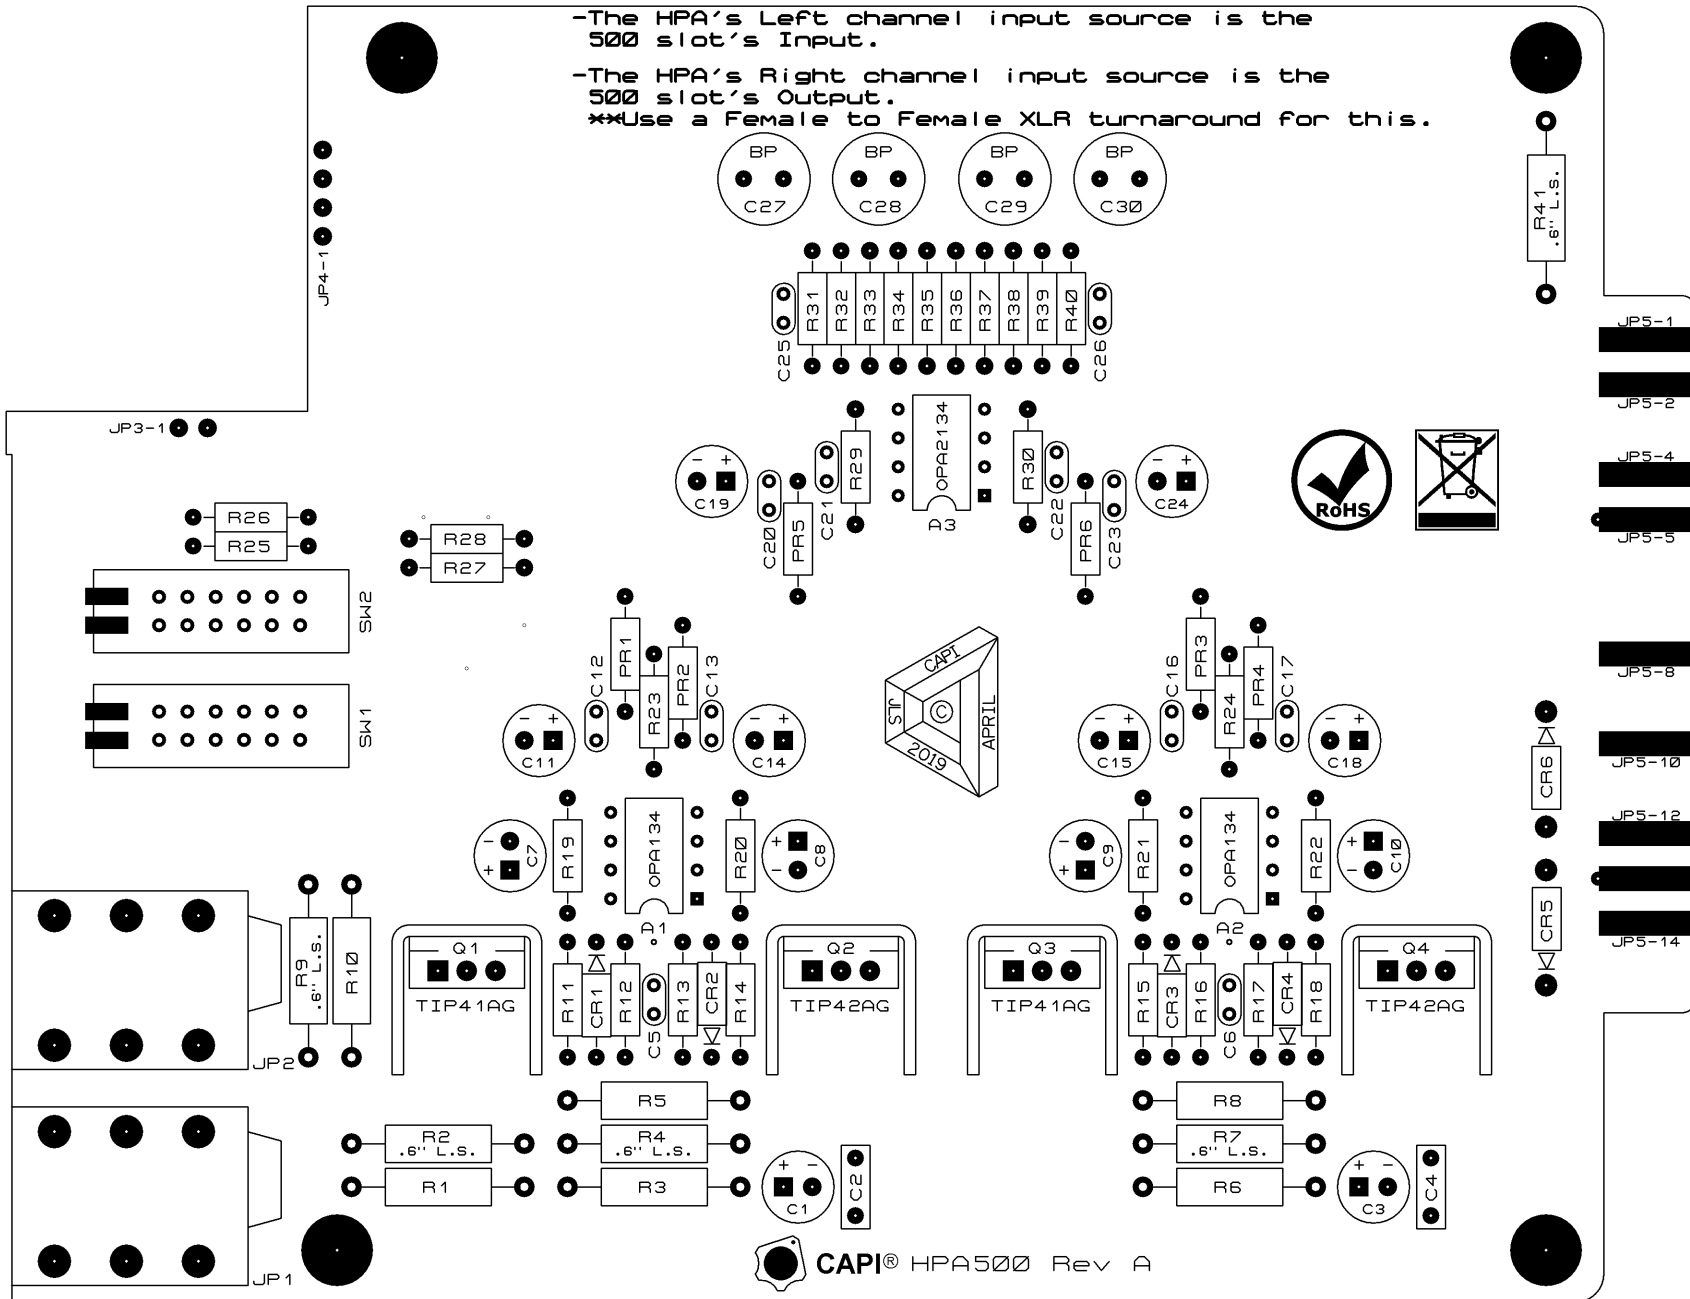 -The HPA's Left channel input source is the
500 slot's Input.
-The HPA's Right channel input source is the
500 slot's Output.
**Use a Female to Female XLR turnaround for this.
BP BP BP BP
C27 C28 C29 C30
R41
.6" L.S.
JP4-1
C25 R31 R32 R33 R34 R35 R36 R37 R38 R39 R40 C26
JP5-1
JP5-2
JP3-1
JP5-4
JP5-5
- + C19
C20 PR5 C21 R29 OPA2134 A3 R30 C22 PR6 C23
- + C24
RoHS
R26
R25
R28
R27
SW2
SW1
C12 PR1 R23 PR2 C13
- + C11
- + C14
CAPI
JLS © APRIL
2019
C16 PR3 R24 PR4 C17
- + C15
- + C18
JP5-8
JP5-10
JP5-12
JP5-14
CR6
CR5
- + C7 R19 OPA134 A1 R20 + - C8
- + C9 R21 OPA134 A2 R22 + - C10
R9
.6" L.S.
R10
Q1
TIP41AG
R11 CR1 R12 C5 R13 CR2 R14
Q2
TIP42AG
Q3
TIP41AG
R15 CR3 R16 C6 R17 CR4 R18
Q4
TIP42AG
JP2
R5
R8
R2
.6" L.S.
R4
.6" L.S.
R7
.6" L.S.
R1
R3
+ - C1 C2
R6
+ - C3 C4
JP1
CAPI® HPA500 Rev A